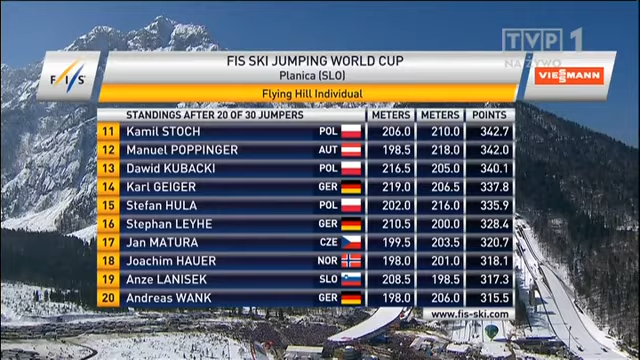 TVP 1
NA ŻYWO
FIS SKI JUMPING WORLD CUP
Planica (SLO)
FIS
VIESSMANN
Flying Hill Individual
STANDINGS AFTER 20 OF 30 JUMPERS METERS METERS POINTS
11 Kamil STOCH POL 206.0 210.0 342.7
12 Manuel POPPINGER AUT 198.5 218.0 342.0
13 Dawid KUBACKI POL 216.5 205.0 340.1
14 Karl GEIGER GER 219.0 206.5 337.8
15 Stefan HULA POL 202.0 216.0 335.9
16 Stephan LEYHE GER 210.5 200.0 328.4
17 Jan MATURA CZE 199.5 203.5 320.7
18 Joachim HAUER NOR 198.0 201.0 318.1
19 Anze LANISEK SLO 208.5 198.5 317.3
20 Andreas WANK GER 198.0 206.0 315.5
www.fis-ski.com